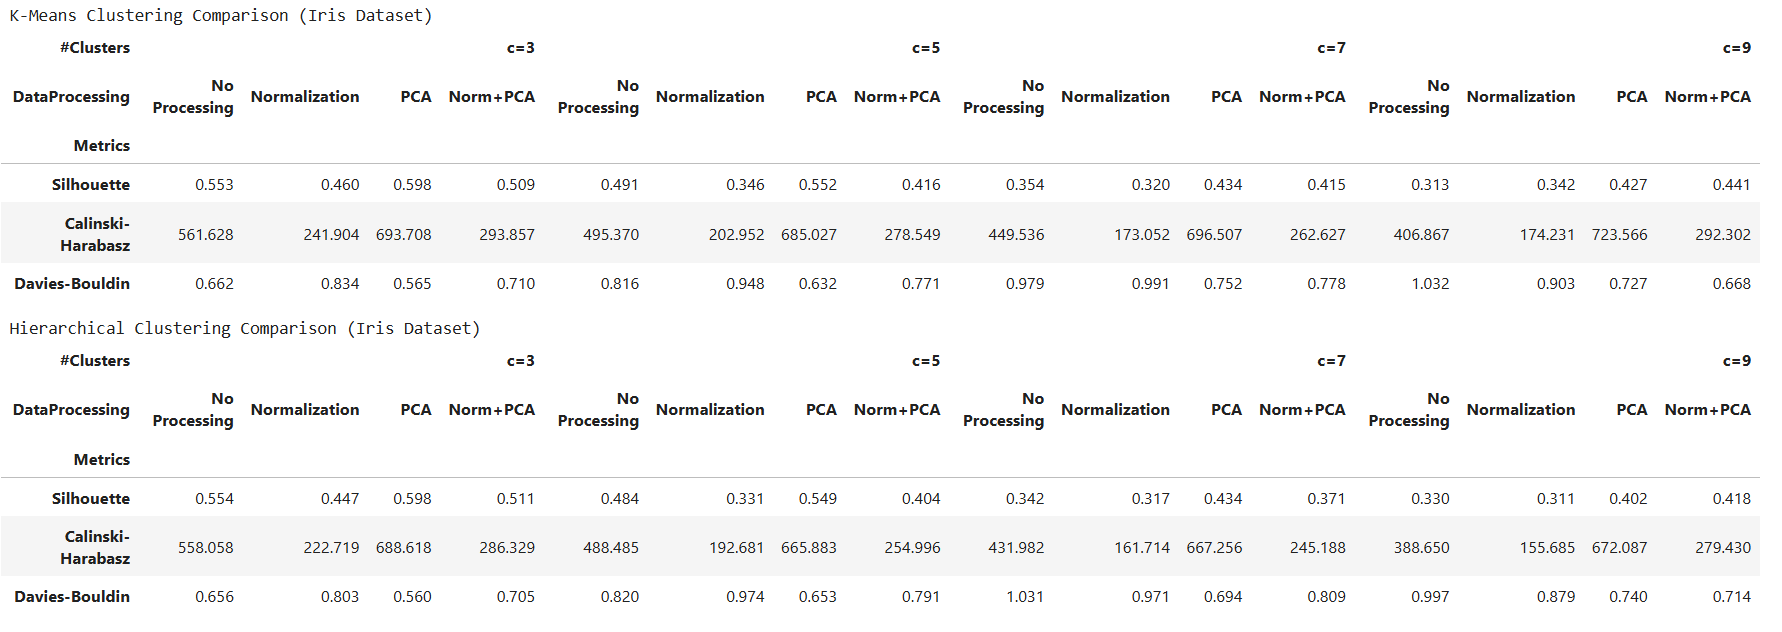 K-Means Clustering Comparison (Iris Dataset)
#Clusters c=3 c=5 c=7 c=9
DataProcessing No Processing Normalization PCA Norm+PCA No Processing Normalization PCA Norm+PCA No Processing Normalization PCA Norm+PCA No Processing Normalization PCA Norm+PCA
Metrics
Silhouette 0.553 0.460 0.598 0.509 0.491 0.346 0.552 0.416 0.354 0.320 0.434 0.415 0.313 0.342 0.427 0.441
Calinski-Harabasz 561.628 241.904 693.708 293.857 495.370 202.952 685.027 278.549 449.536 173.052 696.507 262.627 406.867 174.231 723.566 292.302
Davies-Bouldin 0.662 0.834 0.565 0.710 0.816 0.948 0.632 0.771 0.979 0.991 0.752 0.778 1.032 0.903 0.727 0.668
Hierarchical Clustering Comparison (Iris Dataset)
#Clusters c=3 c=5 c=7 c=9
DataProcessing No Processing Normalization PCA Norm+PCA No Processing Normalization PCA Norm+PCA No Processing Normalization PCA Norm+PCA No Processing Normalization PCA Norm+PCA
Metrics
Silhouette 0.554 0.447 0.598 0.511 0.484 0.331 0.549 0.404 0.342 0.317 0.434 0.371 0.330 0.311 0.402 0.418
Calinski-Harabasz 558.058 222.719 688.618 286.329 488.485 192.681 665.883 254.996 431.982 161.714 667.256 245.188 388.650 155.685 672.087 279.430
Davies-Bouldin 0.656 0.803 0.560 0.705 0.820 0.974 0.653 0.791 1.031 0.971 0.694 0.809 0.997 0.879 0.740 0.714